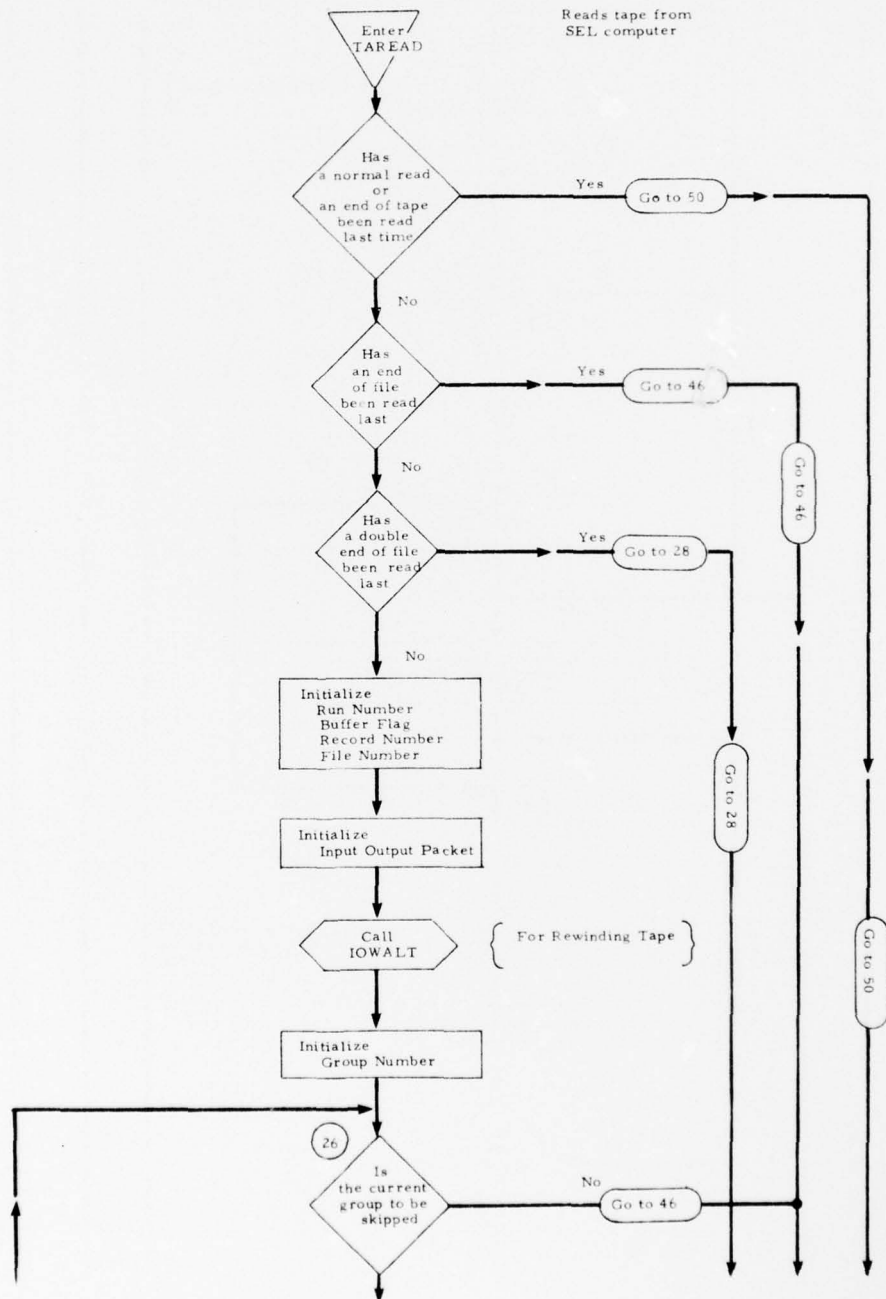 Enter
TAREAD
Reads tape from
SEL computer
Has
a normal read
or
an end of tape
been read
last time
Yes
Go to 50
No
Has
an end
of file
been read
last
Yes
Go to 46
Go to 46
No
Has
a double
end of file
been read
last
Yes
Go to 28
No
Initialize
Run Number
Buffer Flag
Record Number
File Number
Go to 28
Initialize
Input Output Packet
Call
IOWALT
{ For Rewinding Tape }
Go to 50
Initialize
Group Number
26
Is
the current
group to be
skipped
No
Go to 46